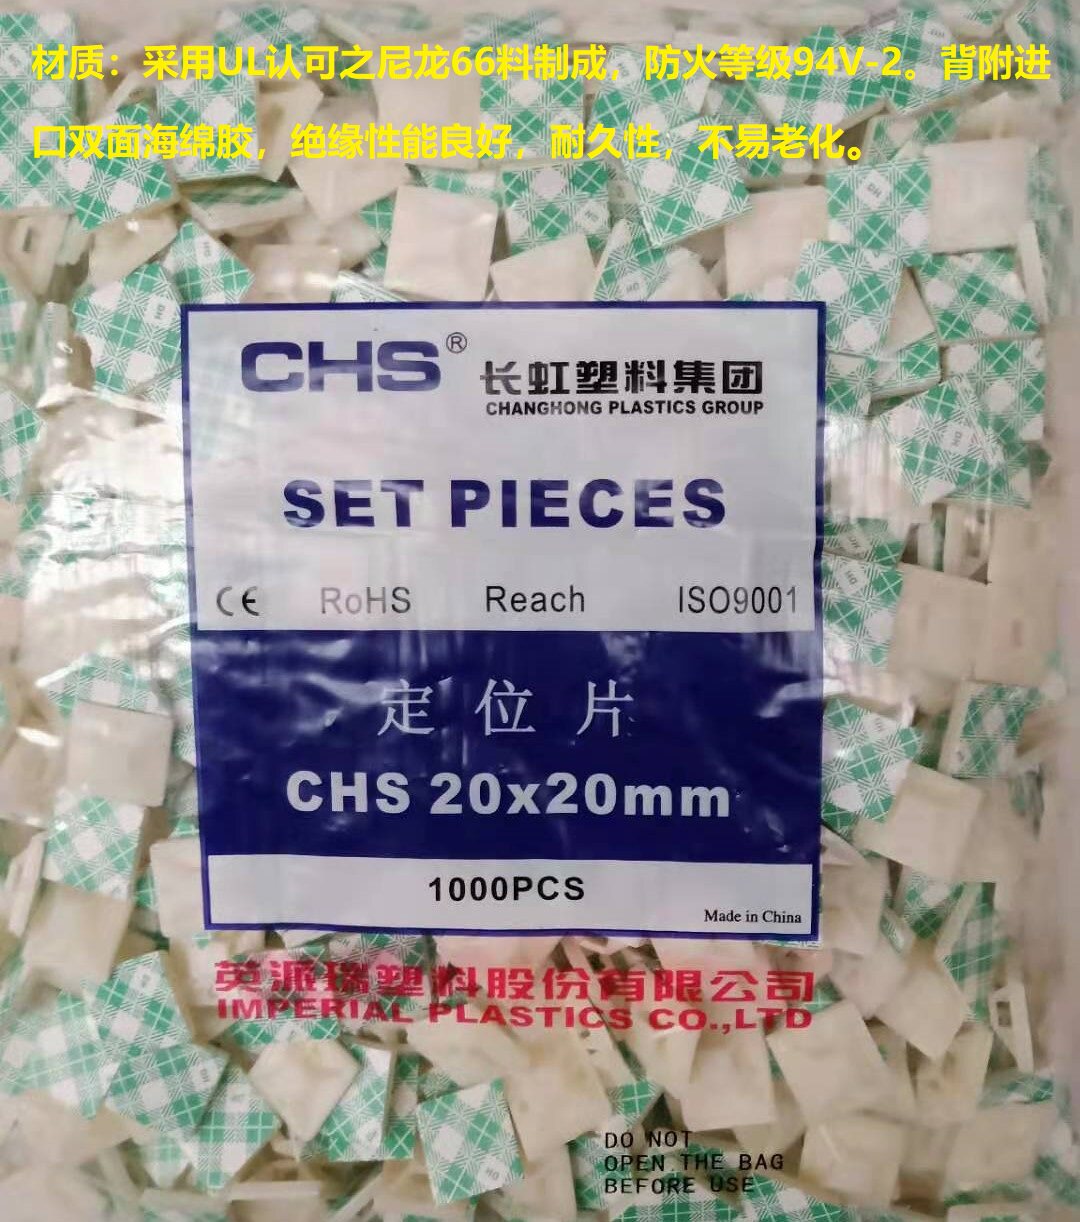 材质：采用UL认可之尼龙66料制成，防火等级94V-2。背附进
口双面海绵胶，绝缘性能良好，耐久性，不易老化。
CHS® 长虹塑料集团
CHANGHONG PLASTICS GROUP
SET PIECES
CE RoHS Reach ISO9001
定位片
CHS 20x20mm
1000PCS
Made in China
英派瑞塑料股份有限公司
IMPERIAL PLASTICS CO.,LTD
DO NOT
OPEN THE BAG
BEFORE USE